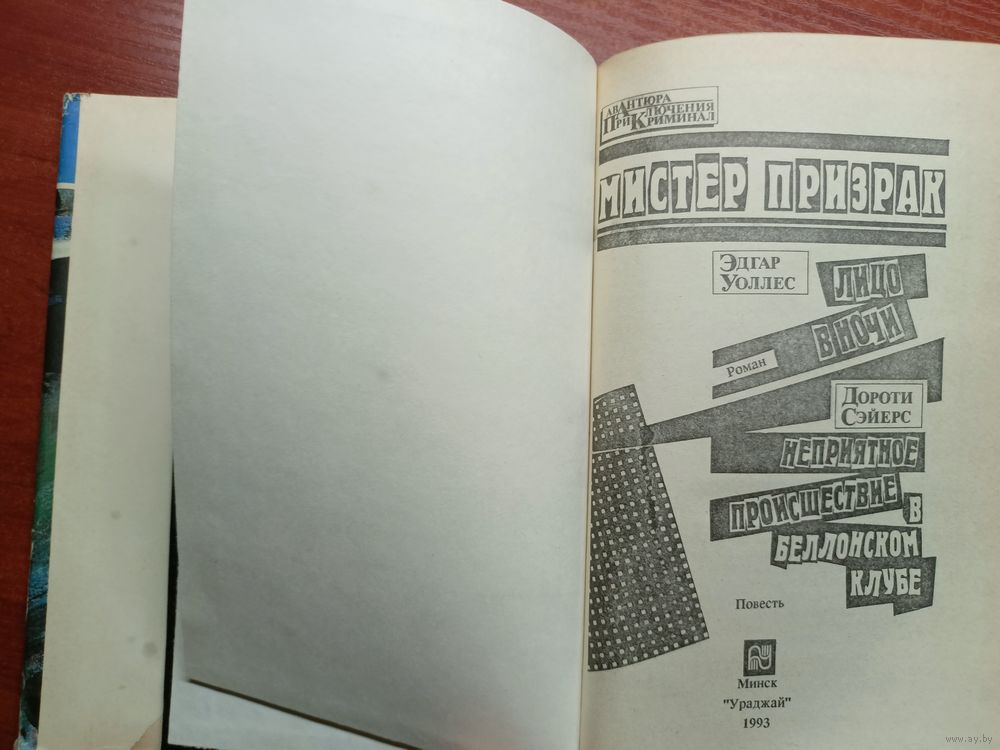 АВАНТЮРА
ПРИКЛЮЧЕНИЯ
КРИМИНАЛ
МИСТЕР ПРИЗРАК
ЭДГАР
УОЛЛЕС
ЛИЦО
В НОЧИ
Роман
ДОРОТИ
СЭЙЕРС
НЕПРИЯТНОЕ
ПРОИСШЕСТВИЕ В
БЕЛЛОНСКОМ
КЛУБЕ
Повесть
Минск
"Ураджай"
1993
www.ay.by